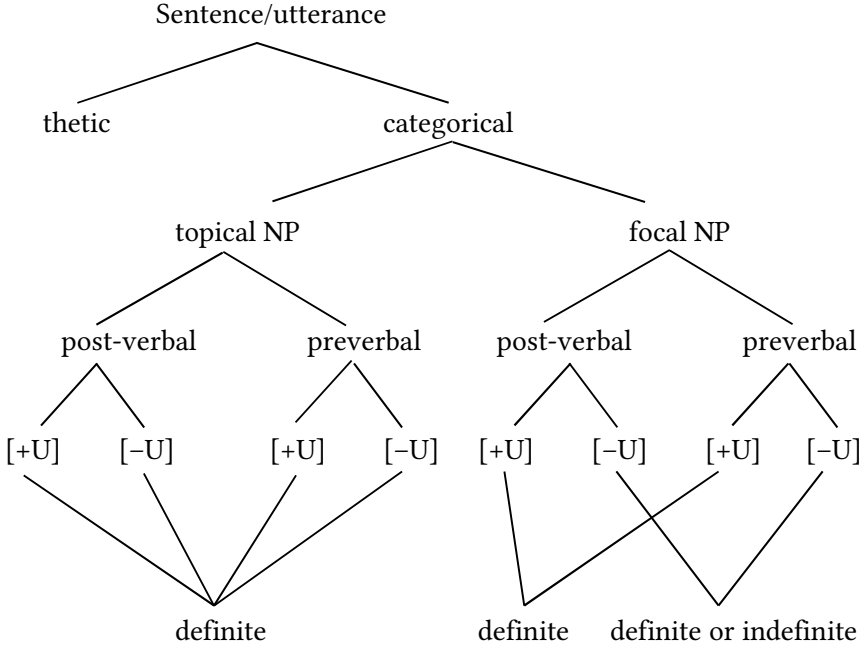 Sentence/utterance
thetic categorical
topical NP focal NP
post-verbal preverbal post-verbal preverbal
[+U] [−U] [+U] [−U] [+U] [−U] [+U] [−U]
definite definite definite or indefinite